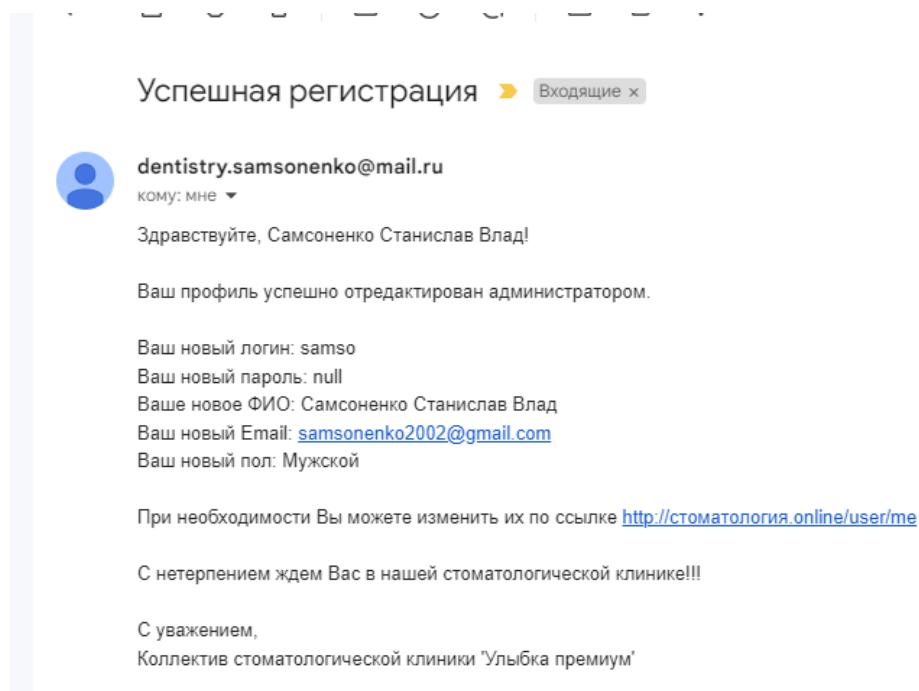 Успешная регистрация Входящие ×
dentistry.samsonenko@mail.ru
кому: мне
Здравствуйте, Самсоненко Станислав Влад!
Ваш профиль успешно отредактирован администратором.
Ваш новый логин: samso
Ваш новый пароль: null
Ваше новое ФИО: Самсоненко Станислав Влад
Ваш новый Email: samsonenko2002@gmail.com
Ваш новый пол: Мужской
При необходимости Вы можете изменить их по ссылке http://стоматология.online/user/me
С нетерпением ждем Вас в нашей стоматологической клинике!!!
С уважением,
Коллектив стоматологической клиники 'Улыбка премиум'